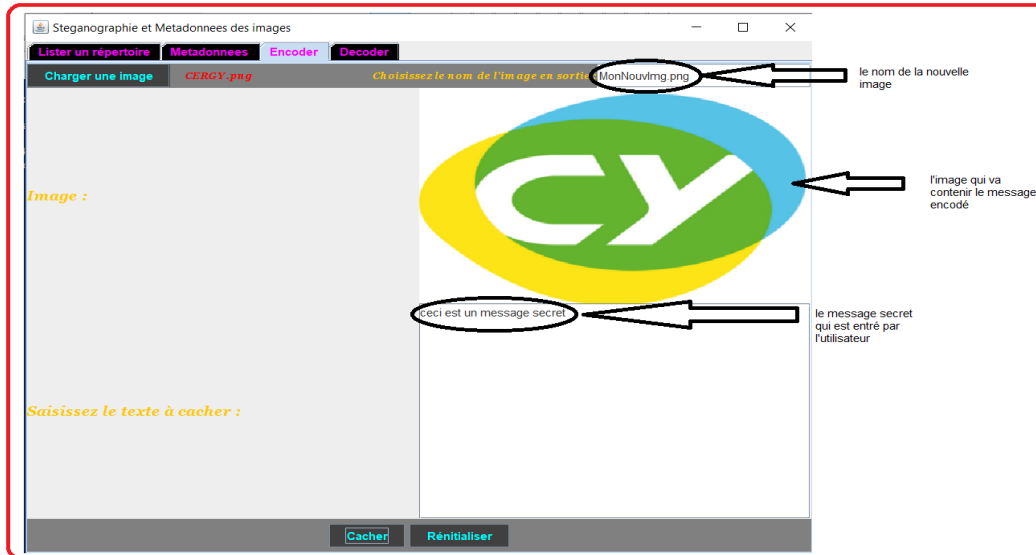 Steganographie et Metadonnees des images
Lister un répertoire Metadonnees Encoder Decoder
Charger une image CERGY.png Choisissez le nom de l'image en sortie MonNouvImg.png
le nom de la nouvelle
image
CY
Image :
l'image qui va
contenir le message
encodé
ceci est un message secret
le message secret
qui est entré par
l'utilisateur
Saisissez le texte à cacher :
Cacher Rénitialiser